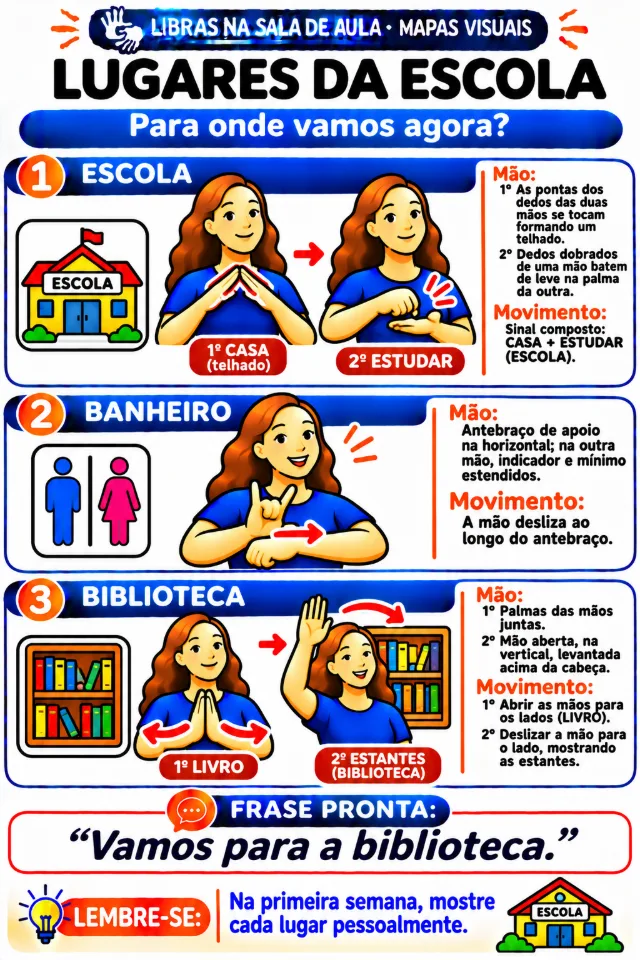 LIBRAS NA SALA DE AULA • MAPAS VISUAIS
LUGARES DA ESCOLA
Para onde vamos agora?
1 ESCOLA
ESCOLA
1º CASA
(telhado)
2º ESTUDAR
Mão:
1º As pontas dos
dedos das duas
mãos se tocam
formando um
telhado.
2º Dedos dobrados
de uma mão batem
de leve na palma
da outra.
Movimento:
Sinal composto:
CASA + ESTUDAR
(ESCOLA).
2 BANHEIRO
Mão:
Antebraço de apoio
na horizontal; na outra
mão, indicador e mínimo
estendidos.
Movimento:
A mão desliza ao
longo do antebraço.
3 BIBLIOTECA
1º LIVRO
2º ESTANTES
(BIBLIOTECA)
Mão:
1º Palmas das mãos
juntas.
2º Mão aberta, na
vertical, levantada
acima da cabeça.
Movimento:
1º Abrir as mãos para
os lados (LIVRO).
2º Deslizar a mão para
o lado, mostrando
as estantes.
FRASE PRONTA:
“Vamos para a biblioteca.”
LEMBRE-SE:
Na primeira semana, mostre
cada lugar pessoalmente.
ESCOLA